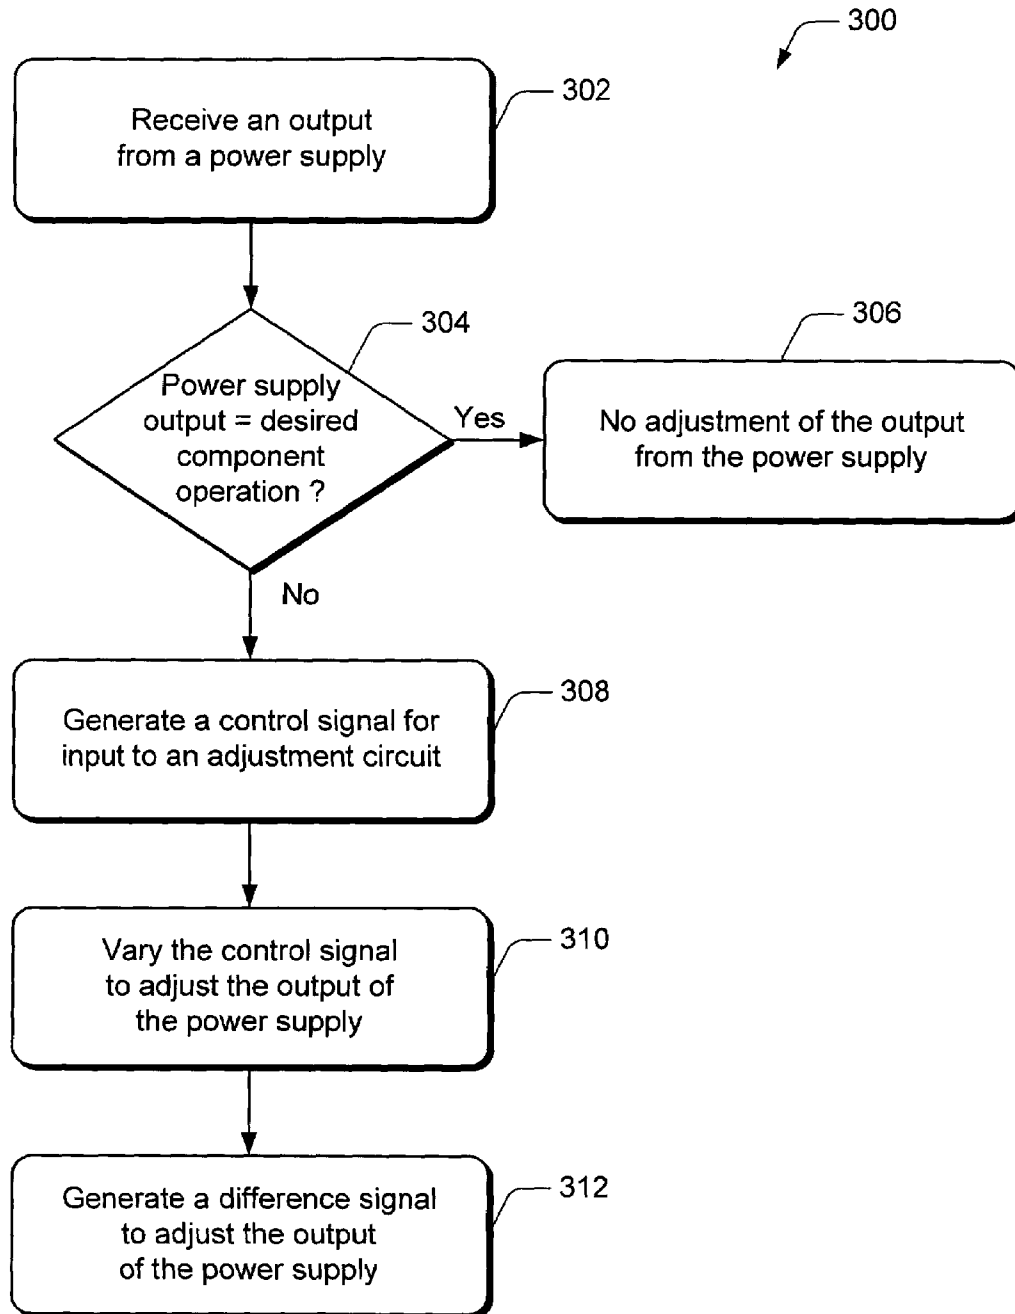 300
302
Receive an output
from a power supply
304
306
Power supply
output = desired
component
operation ?
Yes
No adjustment of the output
from the power supply
No
308
Generate a control signal for
input to an adjustment circuit
310
Vary the control signal
to adjust the output of
the power supply
312
Generate a difference signal
to adjust the output
of the power supply